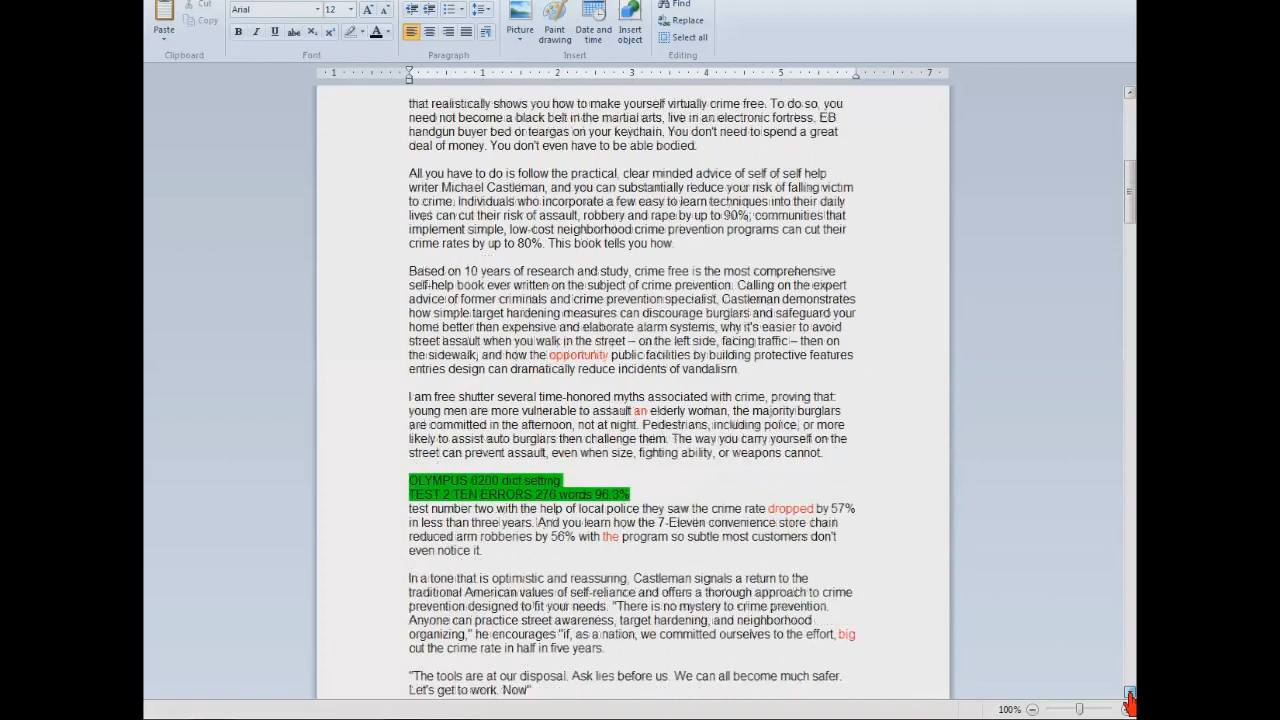 Cut
Arial 12 A A
Find
Paste
Copy
B I U abc X₂ X² A
Picture
Paint drawing
Date and time
Insert object
Replace
Select all
Clipboard
Font
Paragraph
Insert
Editing
1 1 2 3 4 5 7
that realistically shows you how to make yourself virtually crime free. To do so, you
need not become a black belt in the martial arts, live in an electronic fortress, EB
handgun buyer bed or teargas on your keychain. You don't need to spend a great
deal of money. You don't even have to be able bodied.
All you have to do is follow the practical, clear minded advice of self of self help
writer Michael Castleman, and you can substantially reduce your risk of falling victim
to crime. Individuals who incorporate a few easy to learn techniques into their daily
lives can cut their risk of assault, robbery and rape by up to 90%; communities that
implement simple, low-cost neighborhood crime prevention programs can cut their
crime rates by up to 80%. This book tells you how.
Based on 10 years of research and study, crime free is the most comprehensive
self-help book ever written on the subject of crime prevention. Calling on the expert
advice of former criminals and crime prevention specialist, Castleman demonstrates
how simple target hardening measures can discourage burglars and safeguard your
home better then expensive and elaborate alarm systems, why it's easier to avoid
street assault when you walk in the street – on the left side, facing traffic – then on
the sidewalk, and how the opportunity public facilities by building protective features
entries design can dramatically reduce incidents of vandalism.
I am free shutter several time-honored myths associated with crime, proving that:
young men are more vulnerable to assault an elderly woman, the majority burglars
are committed in the afternoon, not at night. Pedestrians, including police, or more
likely to assist auto burglars then challenge them. The way you carry yourself on the
street can prevent assault, even when size, fighting ability, or weapons cannot.
OLYMPUS 6200 dict setting
TEST 2 TEN ERRORS 276 words 96.3%
test number two with the help of local police they saw the crime rate dropped by 57%
in less than three years. And you learn how the 7-Eleven convenience store chain
reduced arm robberies by 56% with the program so subtle most customers don't
even notice it.
In a tone that is optimistic and reassuring, Castleman signals a return to the
traditional American values of self-reliance and offers a thorough approach to crime
prevention designed to fit your needs. "There is no mystery to crime prevention.
Anyone can practice street awareness, target hardening, and neighborhood
organizing," he encourages "if, as a nation, we committed ourselves to the effort, big
out the crime rate in half in five years.
"The tools are at our disposal. Ask lies before us. We can all become much safer.
Let's get to work. Now"
100%